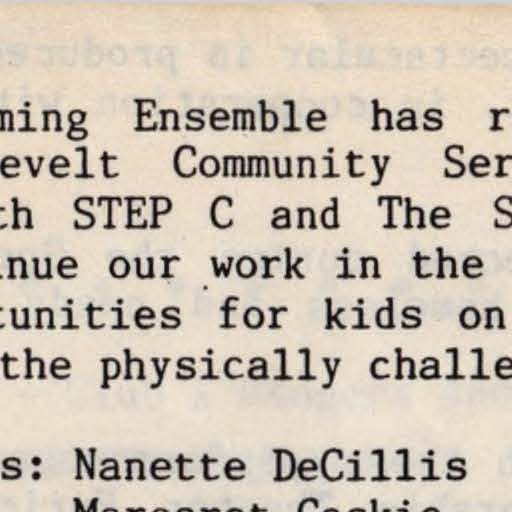 ming Ensemble has r
evelt Community Ser
th STEP C and The S
nue our work in the
tunities for kids on
the physically challe
s: Nanette DeCillis
Margaret